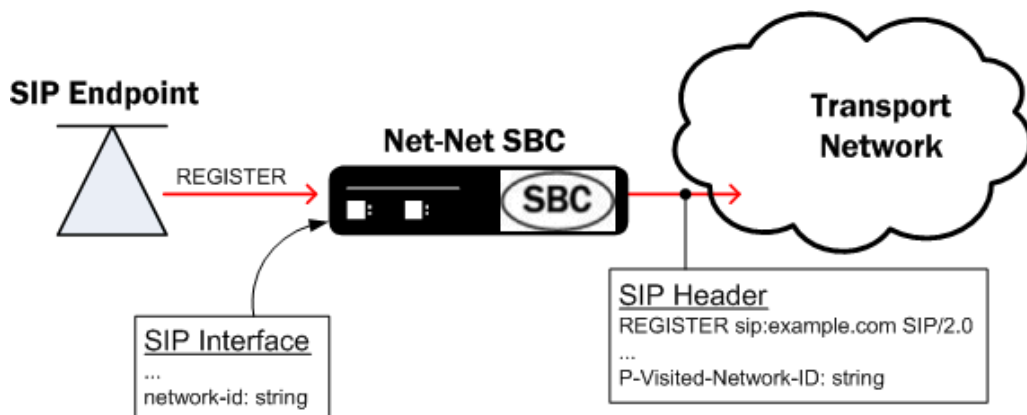 SIP Endpoint
REGISTER
Net-Net SBC
SBC
Transport
Network
SIP Interface
...
network-id: string
SIP Header
REGISTER sip:example.com SIP/2.0
...
P-Visited-Network-ID: string